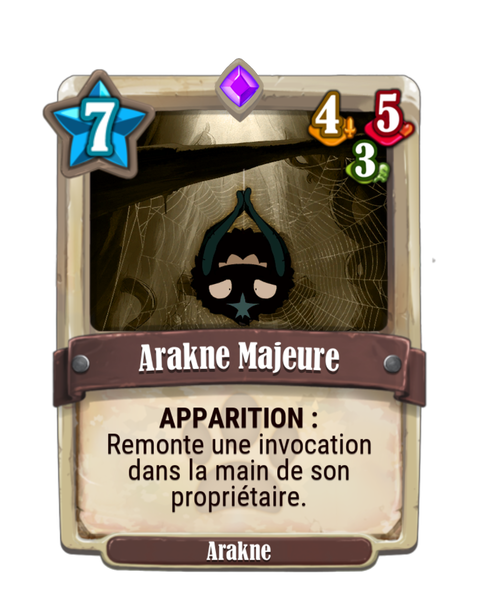 7
4
5
3
Arakne Majeure
APPARITION :
Remonte une invocation
dans la main de son
propriétaire.
Arakne